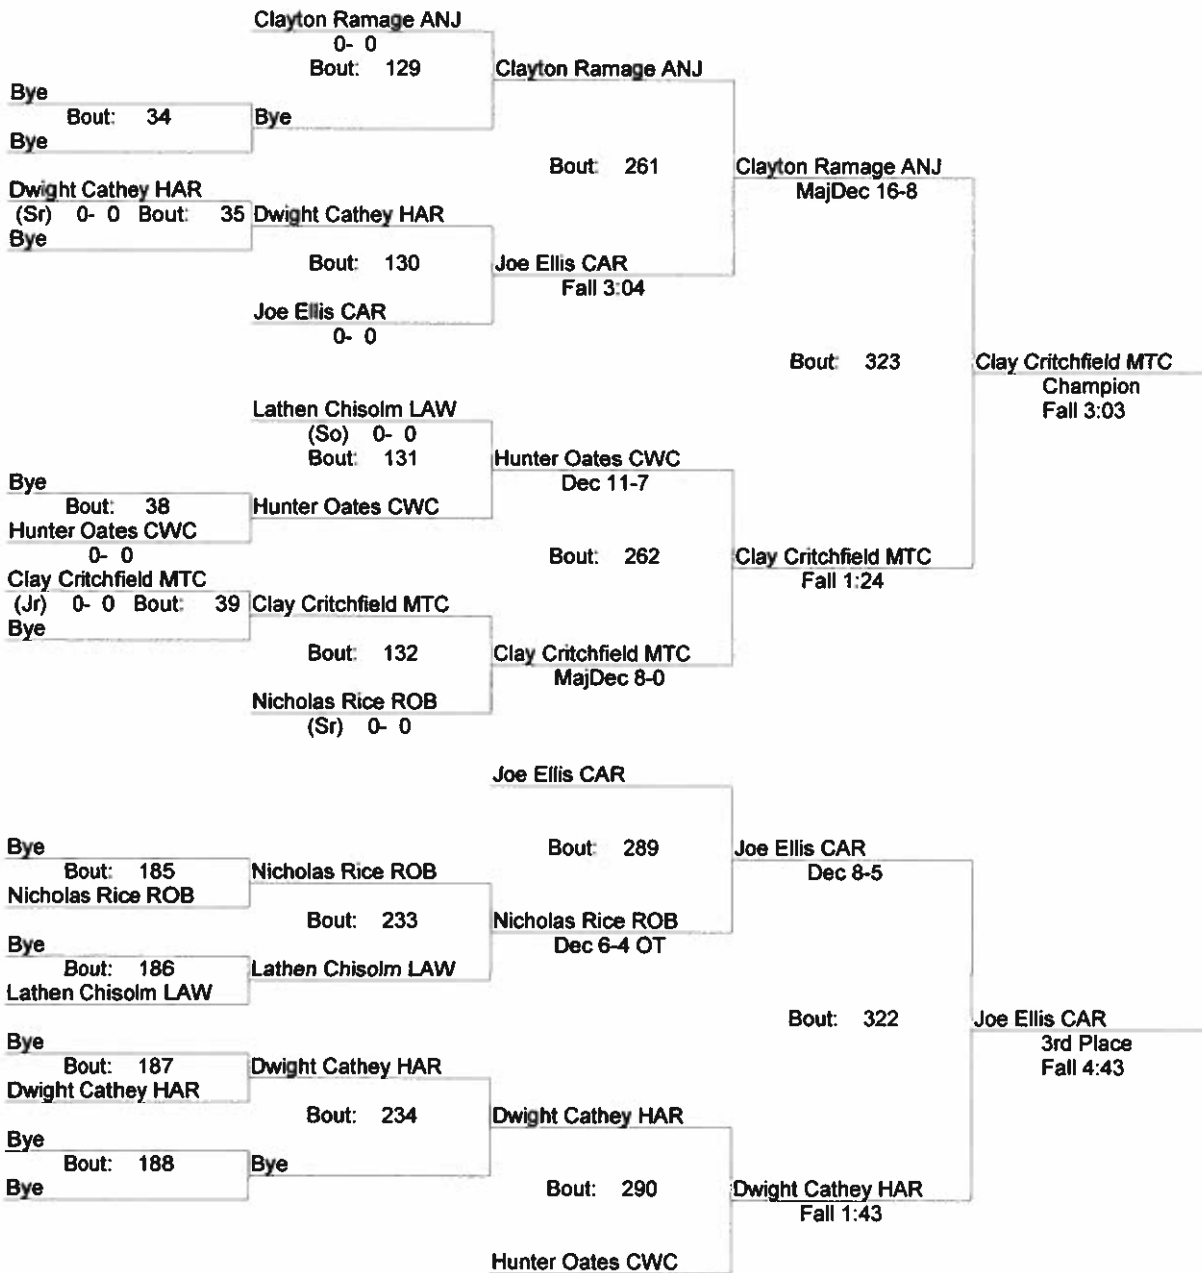 Clayton Ramage ANJ
0- 0
Bout: 129
Clayton Ramage ANJ
Bye
Bout: 34
Bye
Bye
Bout: 261
Clayton Ramage ANJ
MajDec 16-8
Dwight Cathey HAR
(Sr) 0- 0 Bout: 35
Dwight Cathey HAR
Bye
Bout: 130
Joe Ellis CAR
Fall 3:04
Joe Ellis CAR
0- 0
Bout: 323
Clay Critchfield MTC
Champion
Fall 3:03
Lathen Chisolm LAW
(So) 0- 0
Bout: 131
Hunter Oates CWC
Dec 11-7
Bye
Bout: 38
Hunter Oates CWC
Hunter Oates CWC
0- 0
Bout: 262
Clay Critchfield MTC
Fall 1:24
Clay Critchfield MTC
(Jr) 0- 0 Bout: 39
Clay Critchfield MTC
Bye
Bout: 132
Clay Critchfield MTC
MajDec 8-0
Nicholas Rice ROB
(Sr) 0- 0
Joe Ellis CAR
Bye
Bout: 185
Nicholas Rice ROB
Nicholas Rice ROB
Bout: 289
Joe Ellis CAR
Dec 8-5
Bout: 233
Nicholas Rice ROB
Dec 6-4 OT
Bye
Bout: 186
Lathen Chisolm LAW
Lathen Chisolm LAW
Bout: 322
Joe Ellis CAR
3rd Place
Fall 4:43
Bye
Bout: 187
Dwight Cathey HAR
Dwight Cathey HAR
Bout: 234
Dwight Cathey HAR
Bye
Bout: 188
Bye
Bye
Bout: 290
Dwight Cathey HAR
Fall 1:43
Hunter Oates CWC